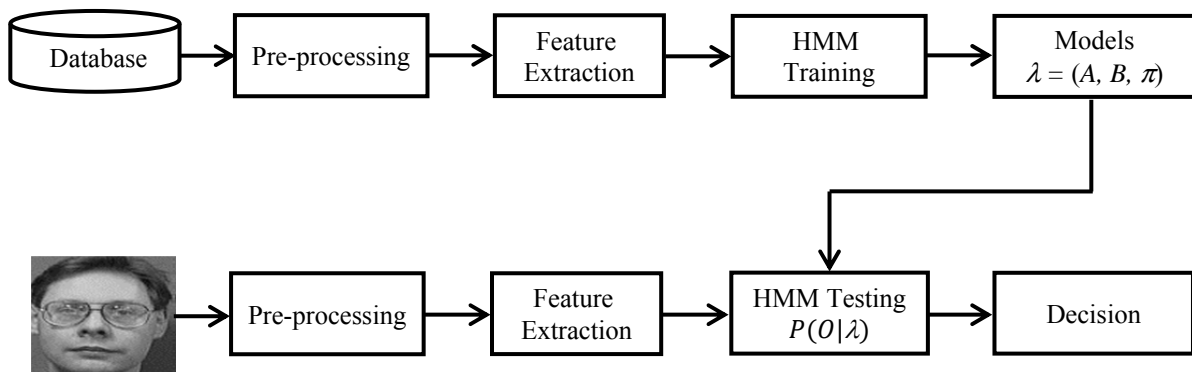 Database
Pre-processing
Feature
Extraction
HMM
Training
Models
λ = (A, B, π)
Pre-processing
Feature
Extraction
HMM Testing
P(O|λ)
Decision